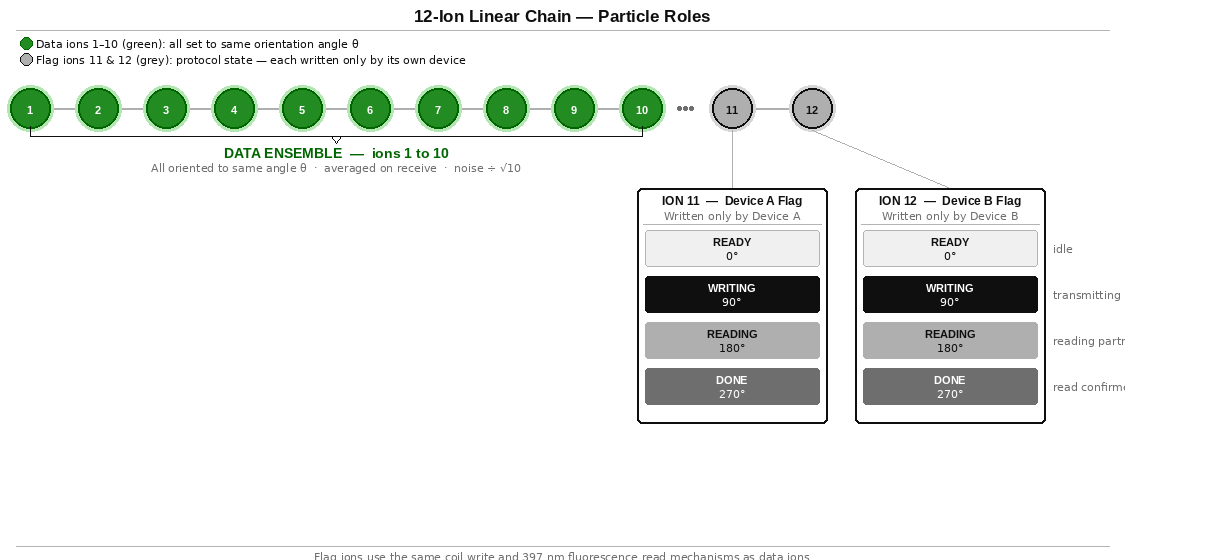 12-Ion Linear Chain — Particle Roles
Data ions 1–10 (green): all set to same orientation angle θ
Flag ions 11 & 12 (grey): protocol state — each written only by its own device
1 2 3 4 5 6 7 8 9 10 ••• 11 12
DATA ENSEMBLE — ions 1 to 10
All oriented to same angle θ · averaged on receive · noise ÷ √10
ION 11 — Device A Flag
Written only by Device A
READY
0°
WRITING
90°
READING
180°
DONE
270°
ION 12 — Device B Flag
Written only by Device B
READY
0°
WRITING
90°
READING
180°
DONE
270°
idle
transmitting
reading partn
read confirme
Flag ions use the same coil write and 397 nm fluorescence read mechanisms as data ions